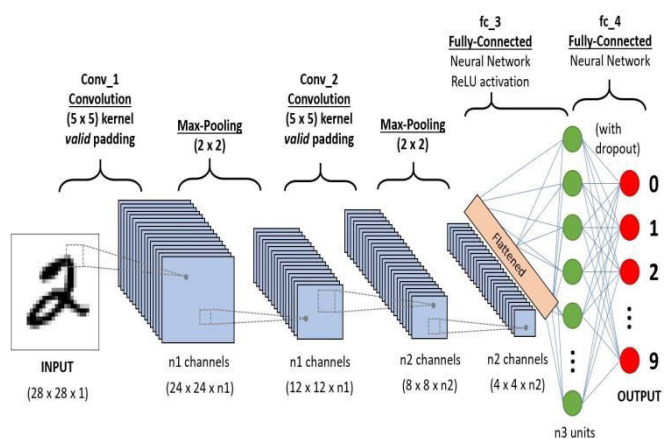 Conv_1
Convolution
(5 x 5) kernel
valid padding
Max-Pooling
(2 x 2)
Conv_2
Convolution
(5 x 5) kernel
valid padding
Max-Pooling
(2 x 2)
fc_3
Fully-Connected
Neural Network
ReLU activation
fc_4
Fully-Connected
Neural Network
(with
dropout)
Flattened
0
1
2
9
OUTPUT
2
INPUT
(28 x 28 x 1)
n1 channels
(24 x 24 x n1)
n1 channels
(12 x 12 x n1)
n2 channels
(8 x 8 x n2)
n2 channels
(4 x 4 x n2)
n3 units